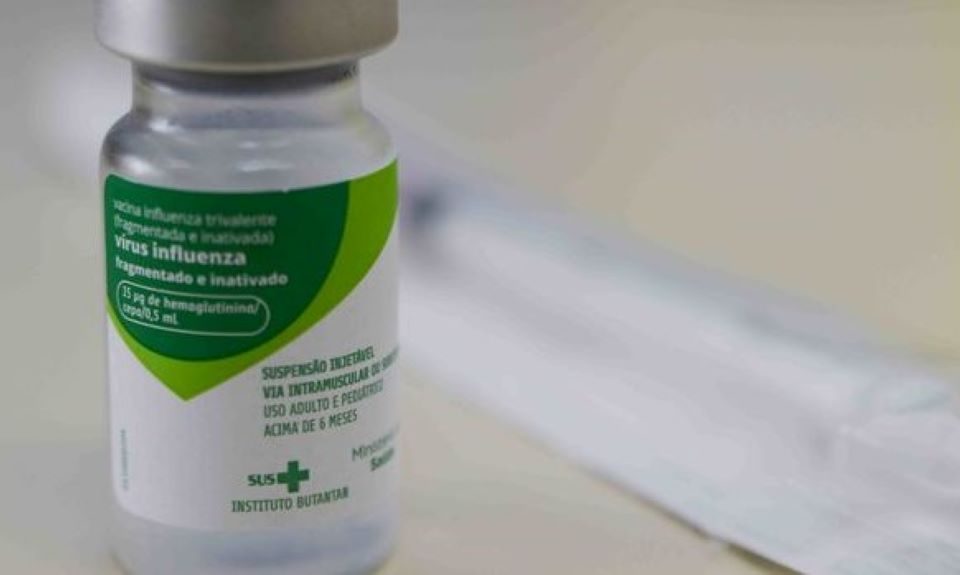 vacina influenza trivalente
(fragmentada e inativada)
vírus influenza
fragmentado e inativado
15 µg de hemaglutinina/
cepa/0,5 ml
SUSPENSÃO INJETÁVEL
VIA INTRAMUSCULAR OU
USO ADULTO E PEDIÁTRICO
ACIMA DE 6 MESES
SUS
INSTITUTO BUTANTAN